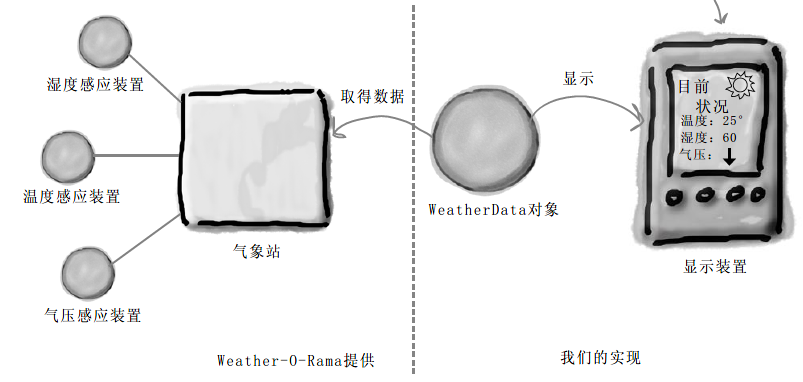 湿度感应装置
温度感应装置
气压感应装置
气象站
取得数据
Weather-O-Rama提供
WeatherData对象
显示
目前
状况
温度：25°
湿度：60
气压：
显示装置
我们的实现